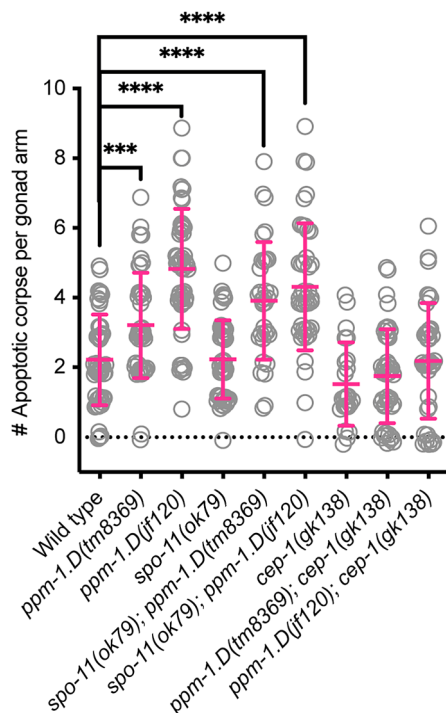 ****
****
****
***
# Apoptotic corpse per gonad arm
10
8
6
4
2
0
Wild type
ppm-1.D(tm8369)
ppm-1.D(jf120)
spo-11(ok79)
spo-11(ok79); ppm-1.D(tm8369)
spo-11(ok79); ppm-1.D(jf120)
cep-1(gk138)
ppm-1.D(tm8369); cep-1(gk138)
ppm-1.D(jf120); cep-1(gk138)